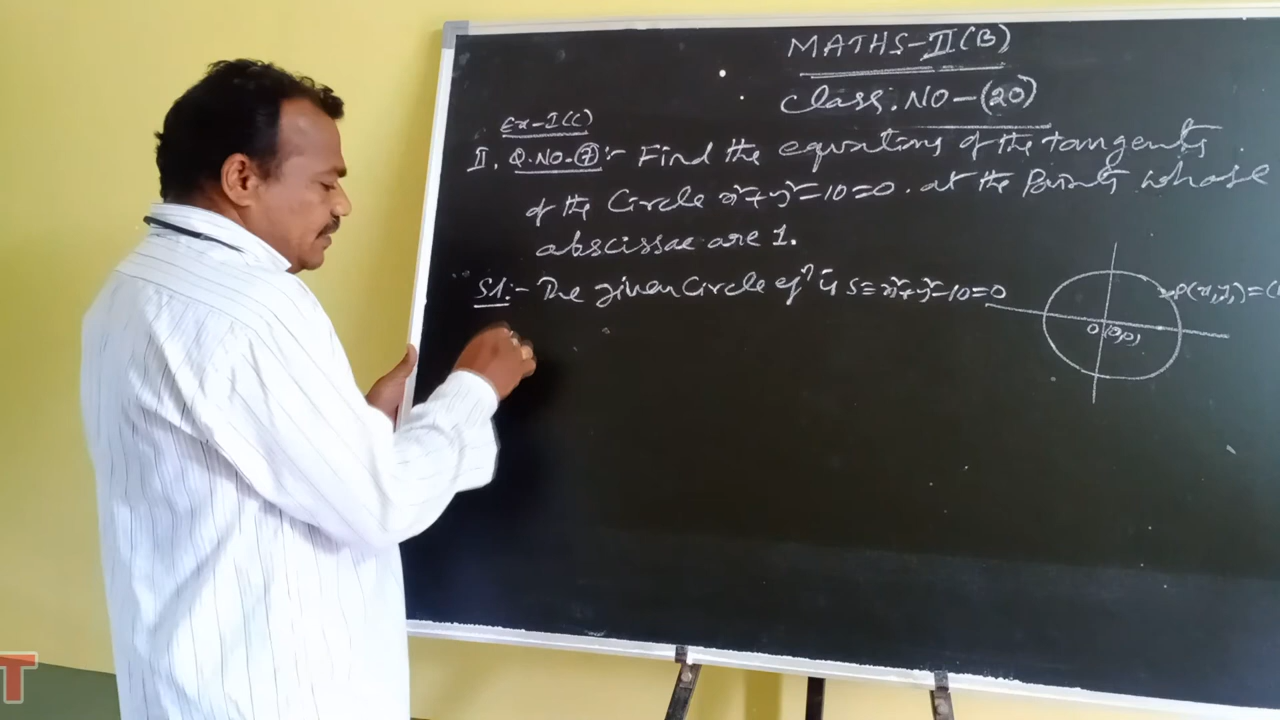 MATHS-II(B)
Class. NO-(20)
Ex-1(C)
II. Q.NO-7:- Find the equations of the tangents
of the Circle x²+y²=10=0. at the Points whose
abscissae are 1.
Sol:- The given Circle eqn is S≡x²+y²-10=0
P(x₁,y₁)=(1
O(0,0)
T